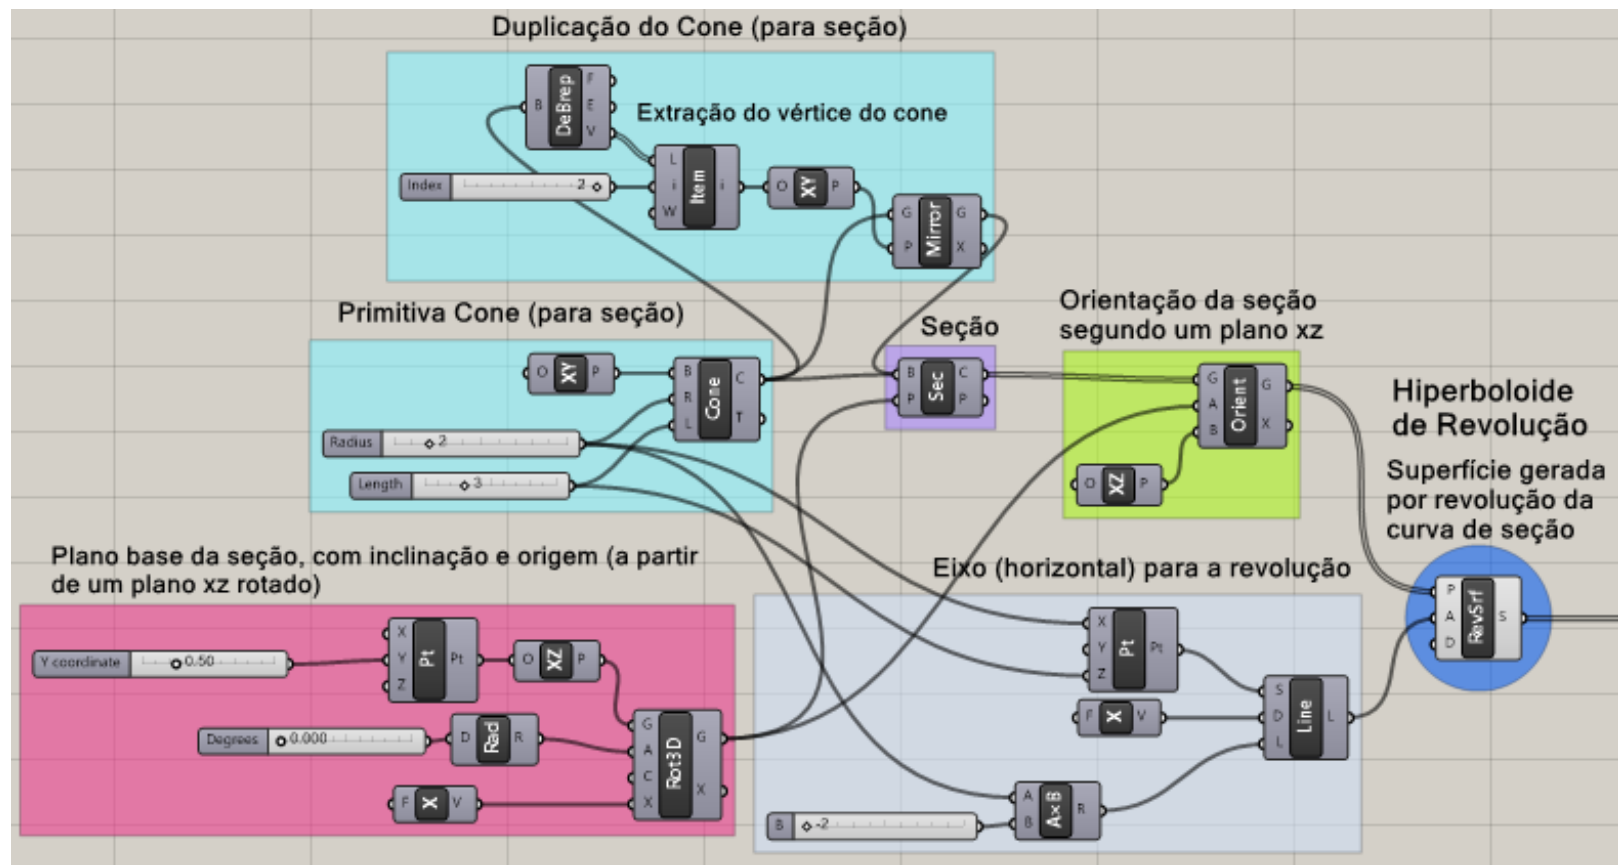 Duplicação do Cone (para seção)
B
DeBrep
F
E
V
Extração do vértice do cone
Index
2
L
i
W
Item
i
O
XY
P
G
P
Mirror
G
X
Primitiva Cone (para seção)
O
XY
P
B
R
L
Cone
C
T
Radius
2
Length
3
Seção
B
P
Sec
C
P
Orientação da seção
segundo um plano xz
G
A
B
Orient
G
X
O
XZ
P
Hiperboloide
de Revolução
Superfície gerada
por revolução da
curva de seção
P
A
D
RevSrf
S
Plano base da seção, com inclinação e origem (a partir
de um plano xz rotado)
Y coordinate
0.50
X
Y
Z
Pt
Pt
O
XZ
P
Degrees
0.000
D
Rad
R
F
X
V
G
A
C
X
Rot3D
G
X
Eixo (horizontal) para a revolução
X
Y
Z
Pt
Pt
F
X
V
S
D
L
Line
L
B
-2
A
B
A×B
R